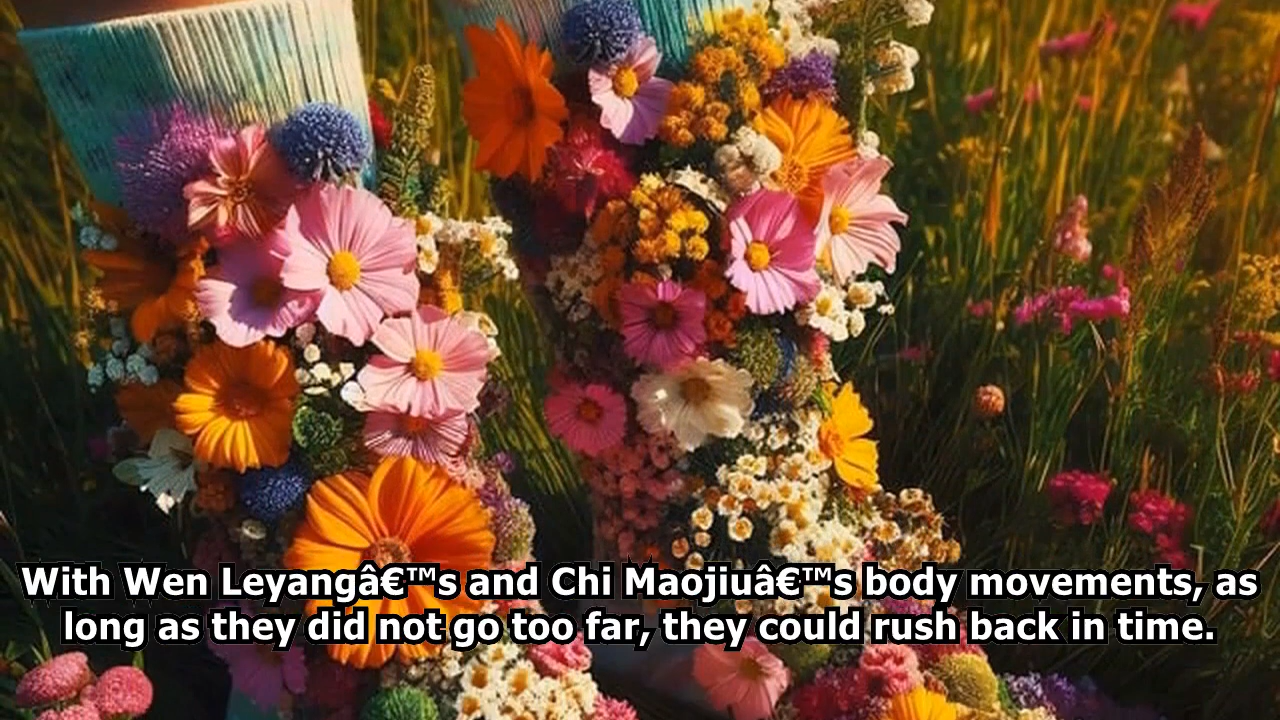 With Wen Leyangâ€™s and Chi Maojiuâ€™s body movements, as
long as they did not go too far, they could rush back in time.